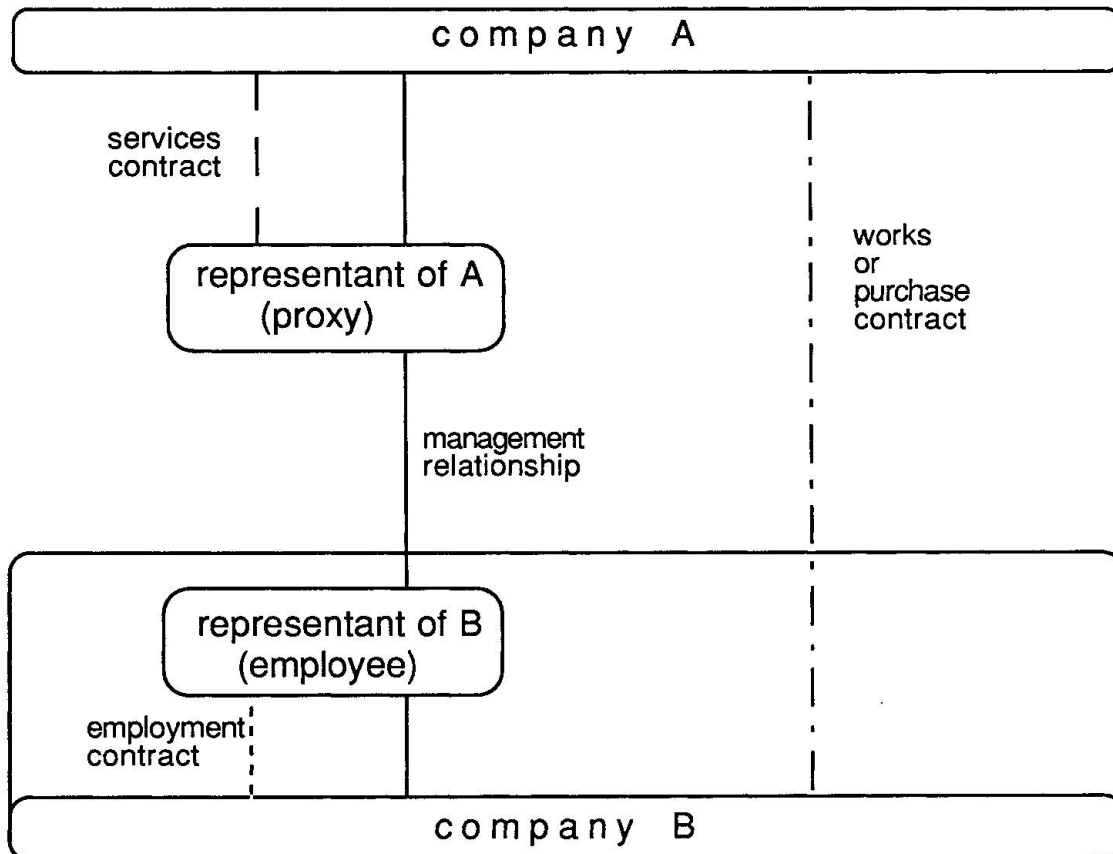 company A
services
contract
representant of A
(proxy)
works
or
purchase
contract
management
relationship
representant of B
(employee)
employment
contract
company B